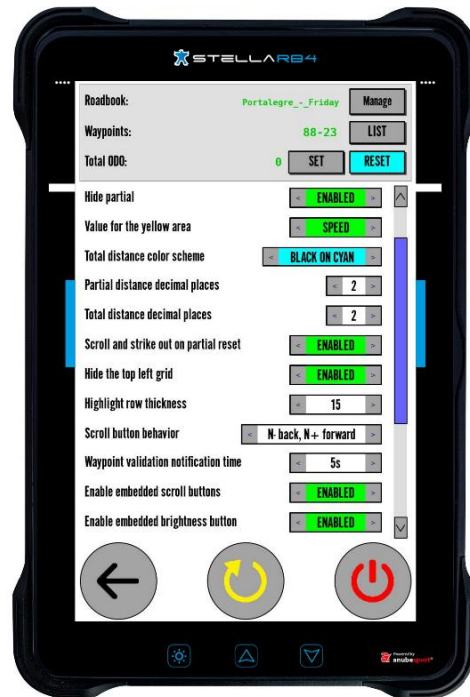 STELLARB4
Roadbook: Portalegre_-_Friday Manage
Waypoints: 88-23 LIST
Total ODO: 0 SET RESET
Hide partial < ENABLED >
Value for the yellow area < SPEED >
Total distance color scheme < BLACK ON CYAN >
Partial distance decimal places < 2 >
Total distance decimal places < 2 >
Scroll and strike out on partial reset < ENABLED >
Hide the top left grid < ENABLED >
Highlight row thickness < 15 >
Scroll button behavior < N- back, N+ forward >
Waypoint validation notification time < 5s >
Enable embedded scroll buttons < ENABLED >
Enable embedded brightness button < ENABLED >
Powered by
anubesport